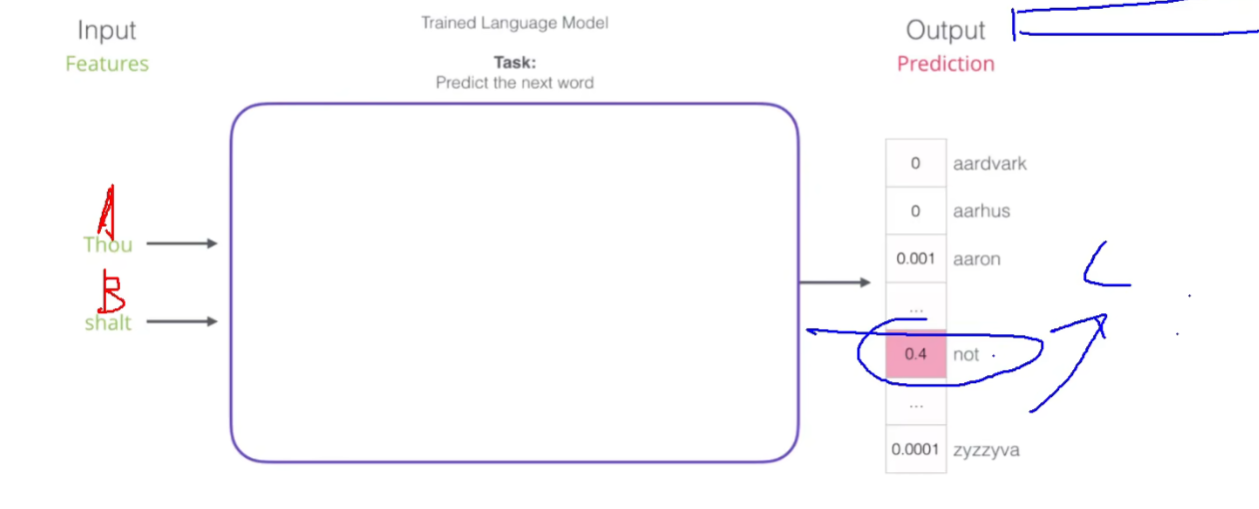 Input
Features
Trained Language Model
Task:
Predict the next word
Output
Prediction
A
Thou
B
shalt
0 aardvark
0 aarhus
0.001 aaron
...
0.4 not
...
0.0001 zyzzyva
C